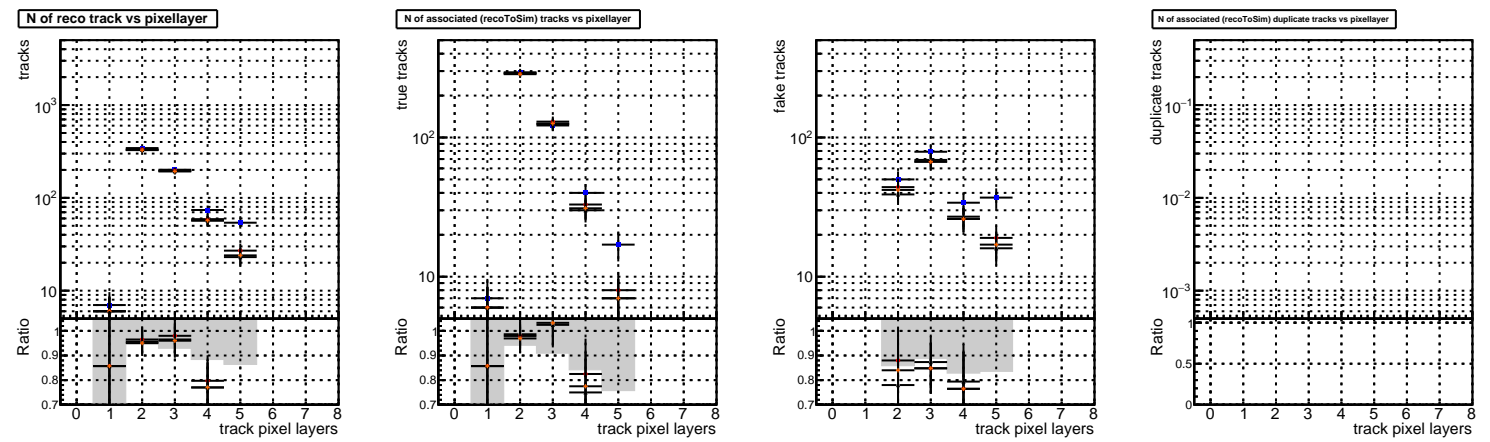 N of reco track vs pixellayer
tracks
10³
10²
10
Ratio
1
0.9
0.8
0.7
0 1 2 3 4 5 6 7 8
track pixel layers
N of associated (recoToSim) tracks vs pixellayer
true tracks
10²
10
Ratio
1
0.9
0.8
0.7
0 1 2 3 4 5 6 7 8
track pixel layers
fake tracks
10²
10
Ratio
1
0.9
0.8
0.7
0 1 2 3 4 5 6 7 8
track pixel layers
N of associated (recoToSim) duplicate tracks vs pixellayer
duplicate tracks
10⁻¹
10⁻²
10⁻³
Ratio
1
0.5
0
0 1 2 3 4 5 6 7 8
track pixel layers